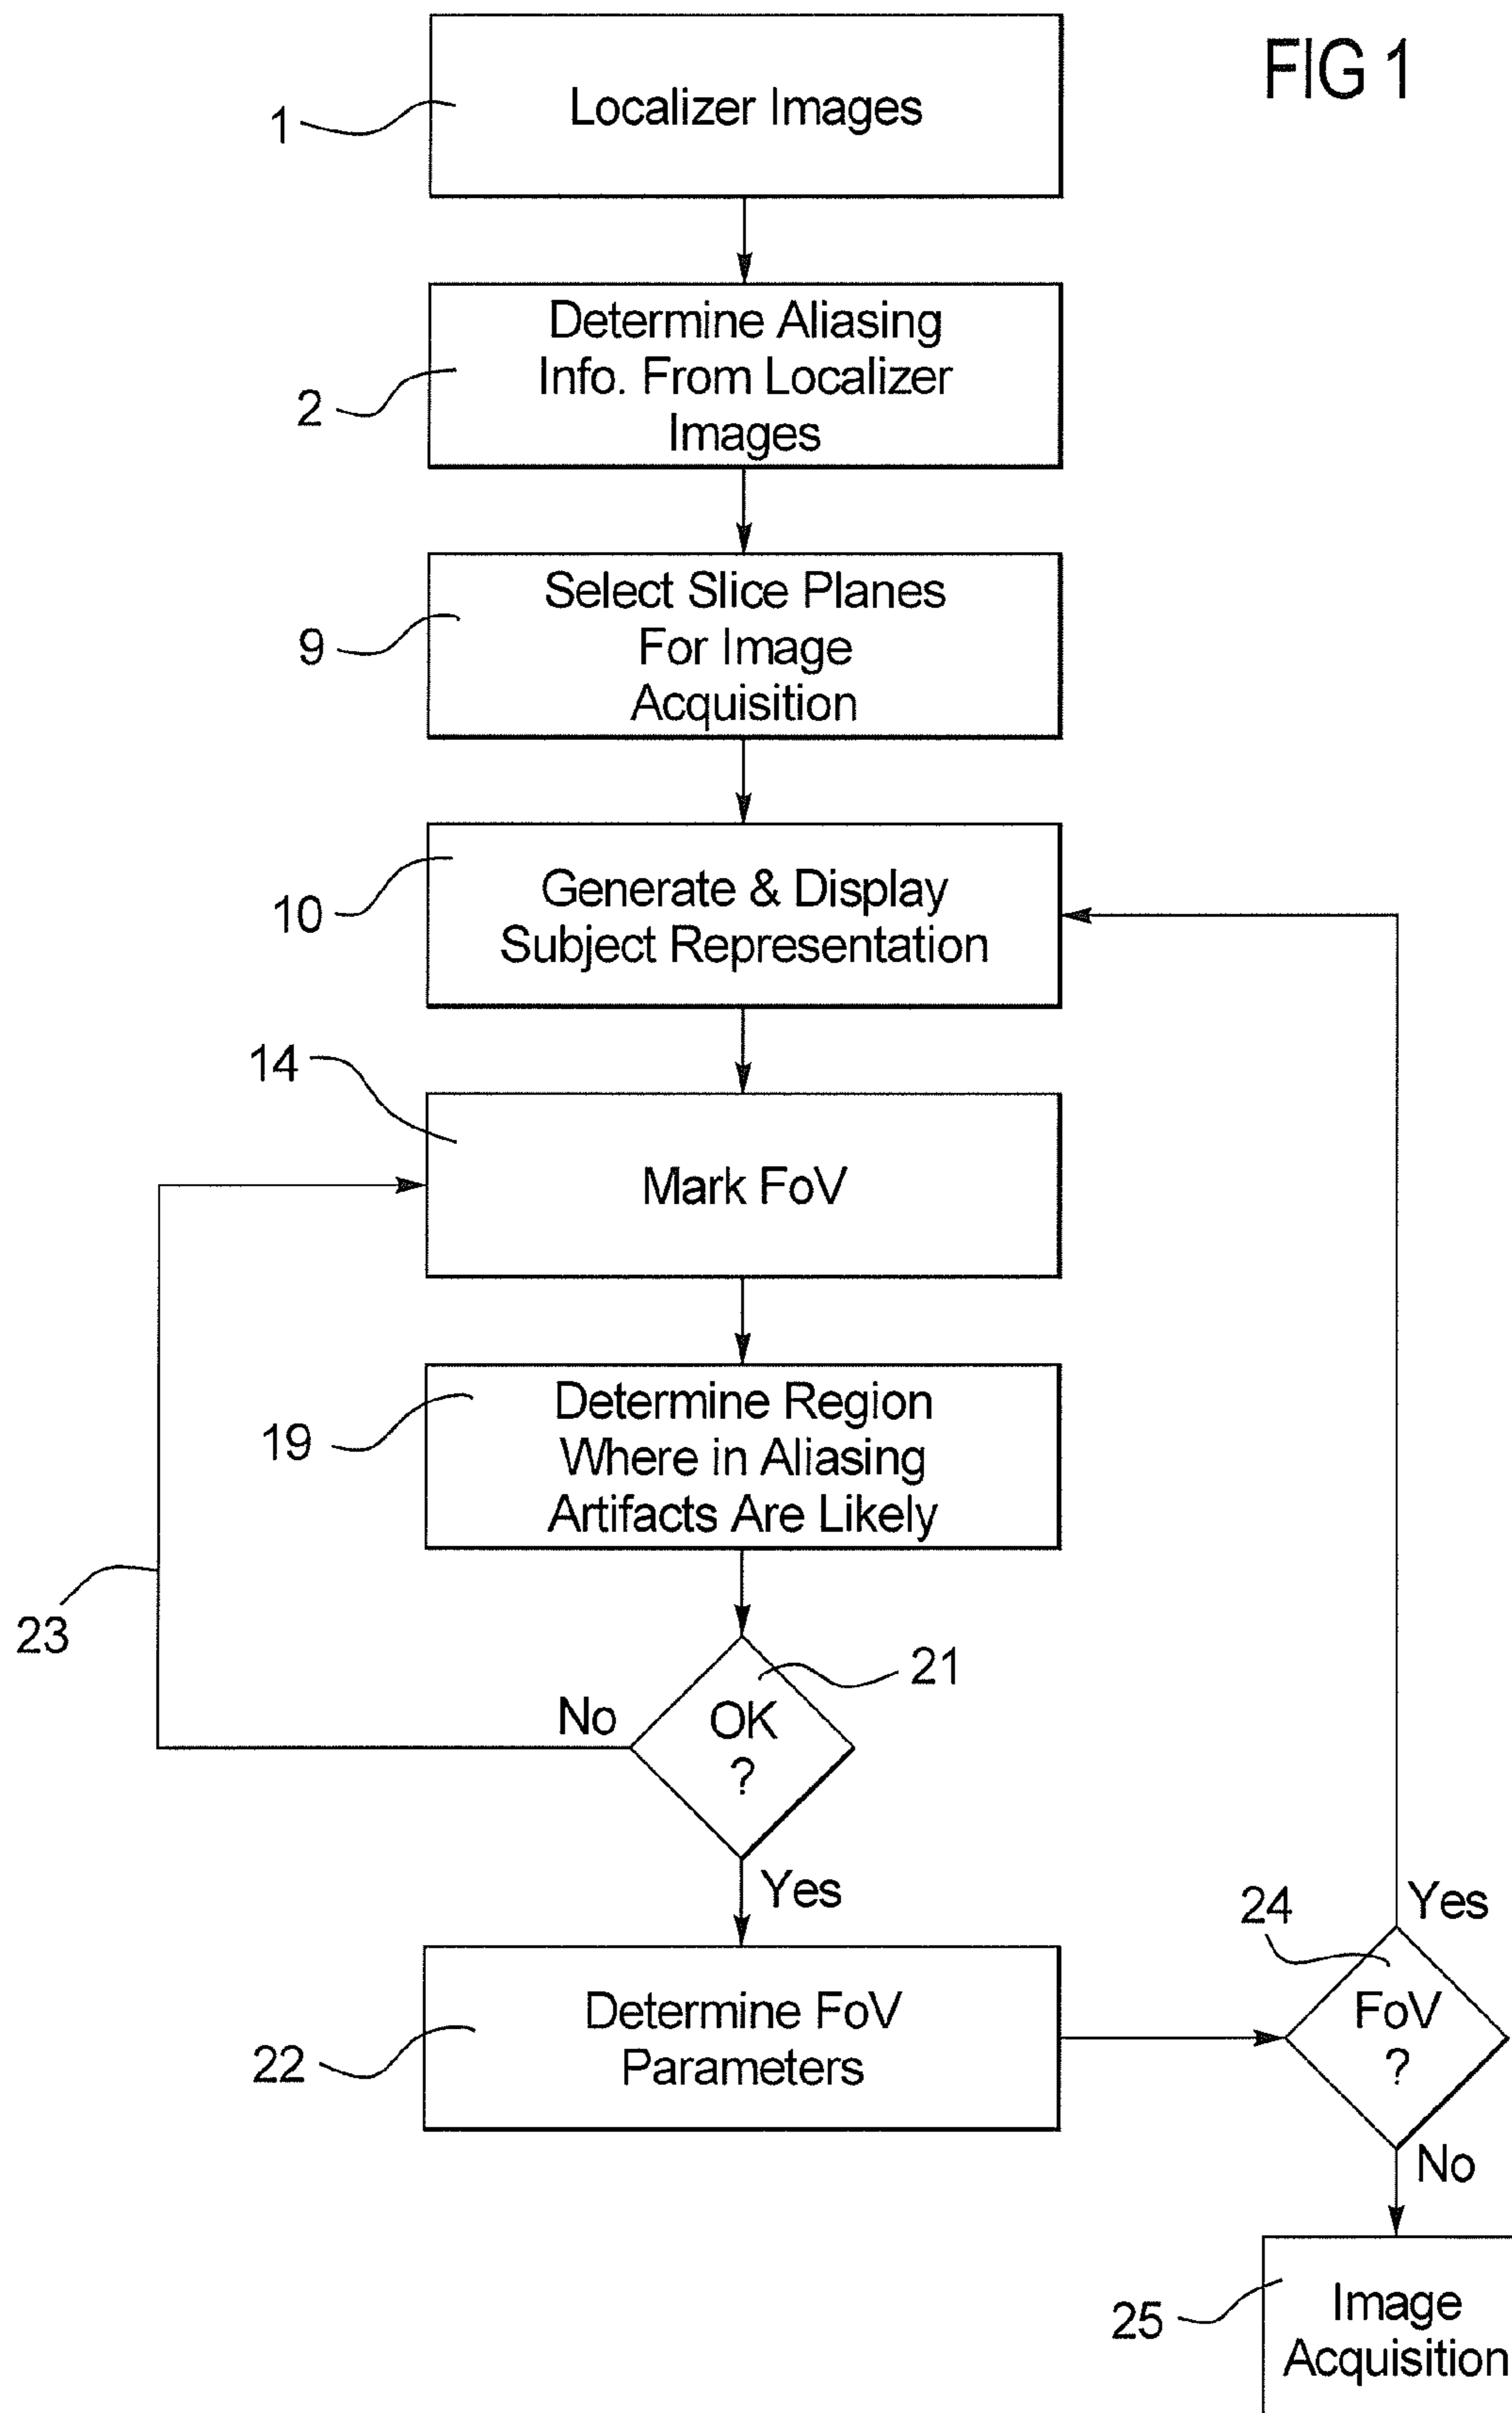 FIG 1
1
Localizer Images
2
Determine Aliasing
Info. From Localizer
Images
9
Select Slice Planes
For Image
Acquisition
10
Generate & Display
Subject Representation
14
Mark FoV
19
Determine Region
Where in Aliasing
Artifacts Are Likely
23
21
No
OK
?
Yes
22
Determine FoV
Parameters
24
Yes
FoV
?
No
25
Image
Acquisition